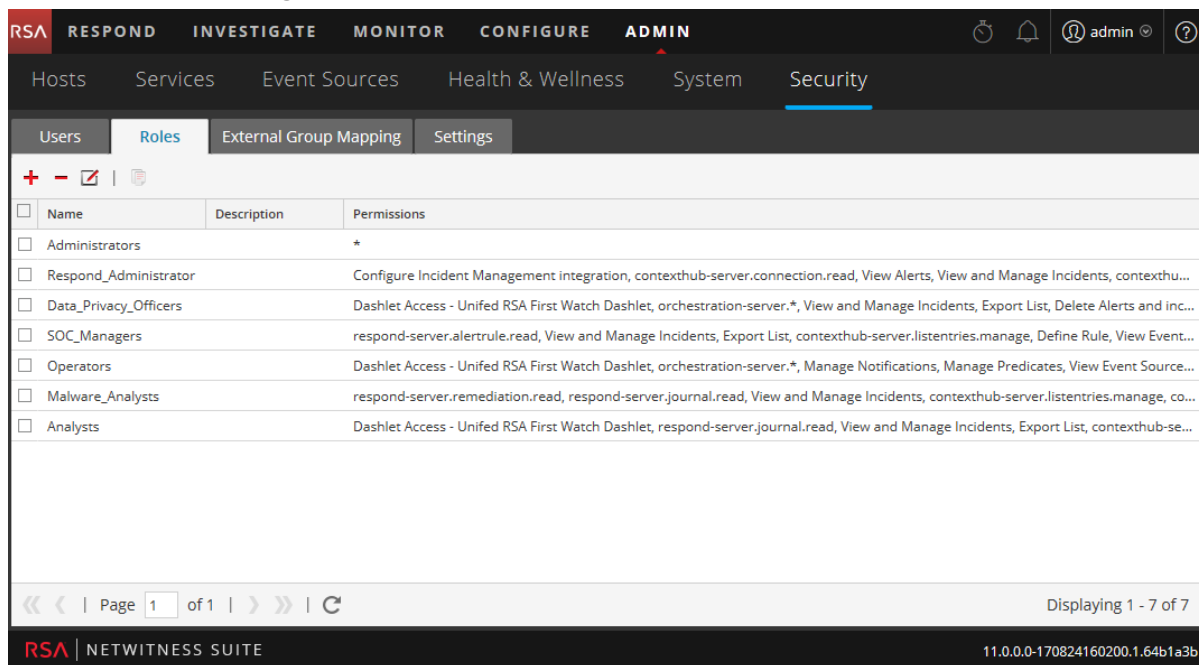 RSA RESPOND INVESTIGATE MONITOR CONFIGURE ADMIN admin ?
Hosts Services Event Sources Health & Wellness System Security
Users Roles External Group Mapping Settings
Name Description Permissions
Administrators *
Respond_Administrator Configure Incident Management integration, contexthub-server.connection.read, View Alerts, View and Manage Incidents, contexthu...
Data_Privacy_Officers Dashlet Access - Unifed RSA First Watch Dashlet, orchestration-server.*, View and Manage Incidents, Export List, Delete Alerts and inc...
SOC_Managers respond-server.alertrule.read, View and Manage Incidents, Export List, contexthub-server.listentries.manage, Define Rule, View Event...
Operators Dashlet Access - Unifed RSA First Watch Dashlet, orchestration-server.*, Manage Notifications, Manage Predicates, View Event Source...
Malware_Analysts respond-server.remediation.read, respond-server.journal.read, View and Manage Incidents, contexthub-server.listentries.manage, co...
Analysts Dashlet Access - Unifed RSA First Watch Dashlet, respond-server.journal.read, View and Manage Incidents, Export List, contexthub-se...
Page 1 of 1 Displaying 1 - 7 of 7
RSA NETWITNESS SUITE 11.0.0.0-170824160200.1.64b1a3b